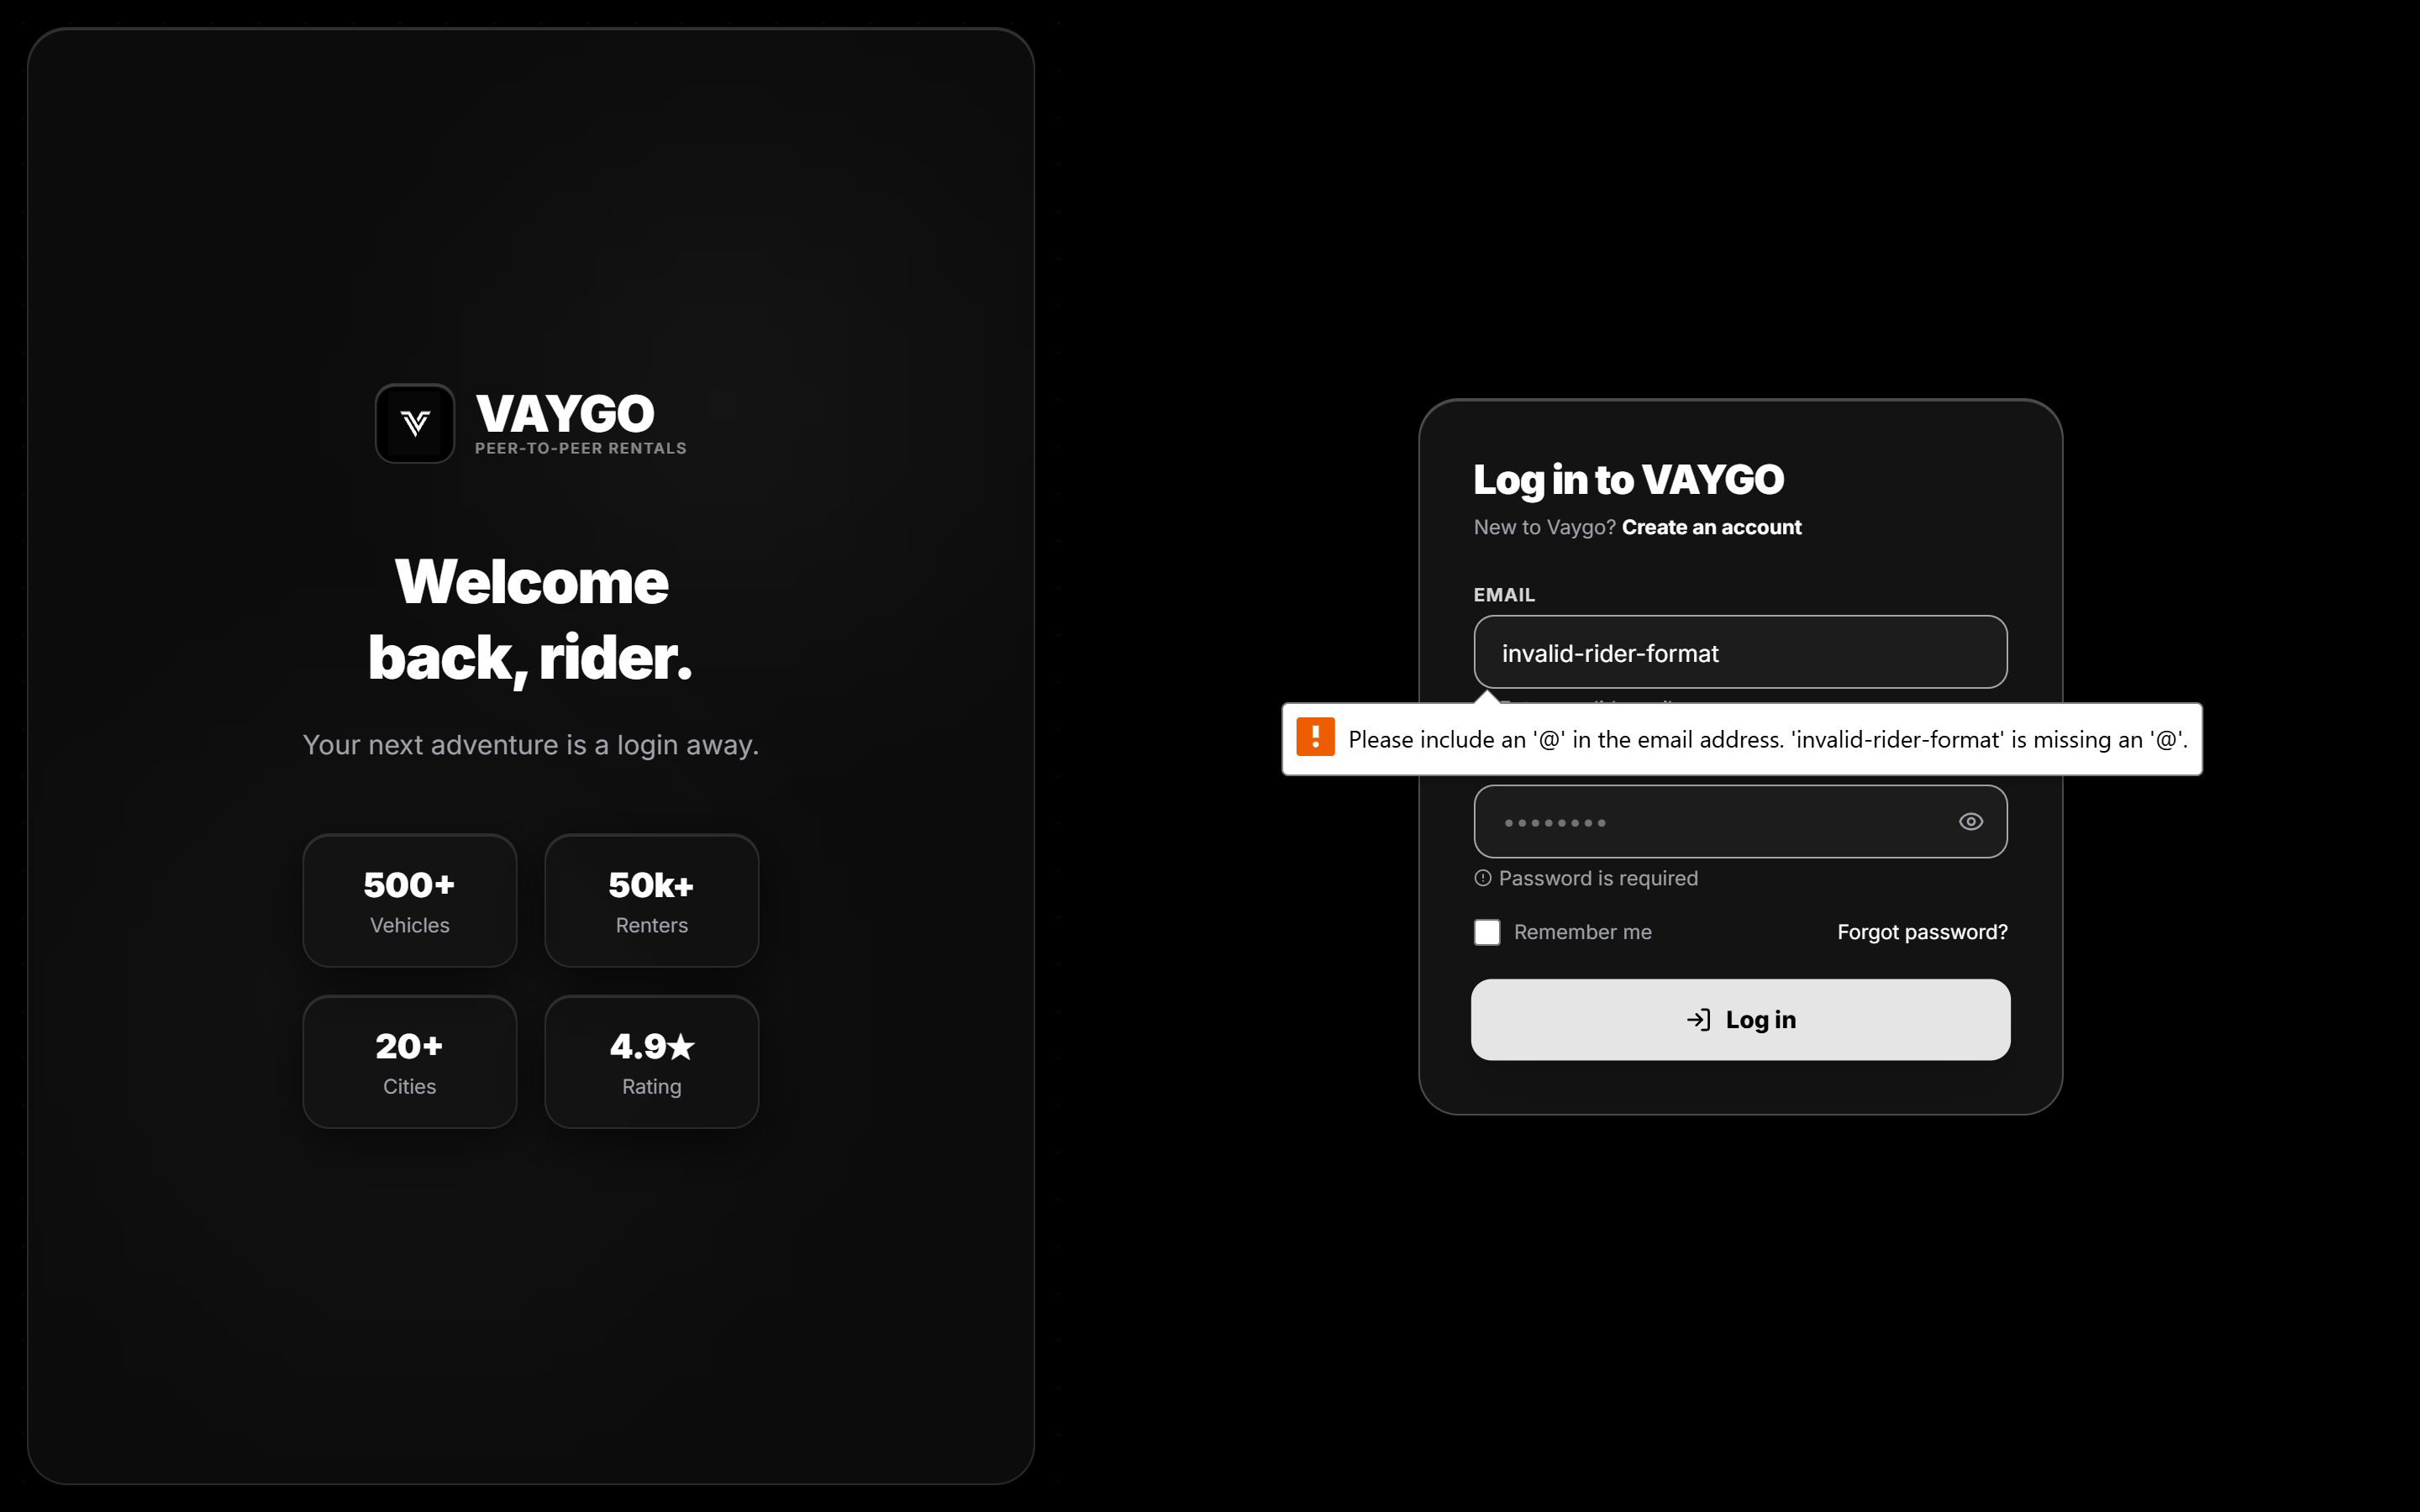 VAYGO
PEER-TO-PEER RENTALS
Welcome
back, rider.
Your next adventure is a login away.
500+
Vehicles
50k+
Renters
20+
Cities
4.9★
Rating
Log in to VAYGO
New to Vaygo? Create an account
EMAIL
invalid-rider-format
Please include an '@' in the email address. 'invalid-rider-format' is missing an '@'.
••••••••
Password is required
Remember me
Forgot password?
Log in